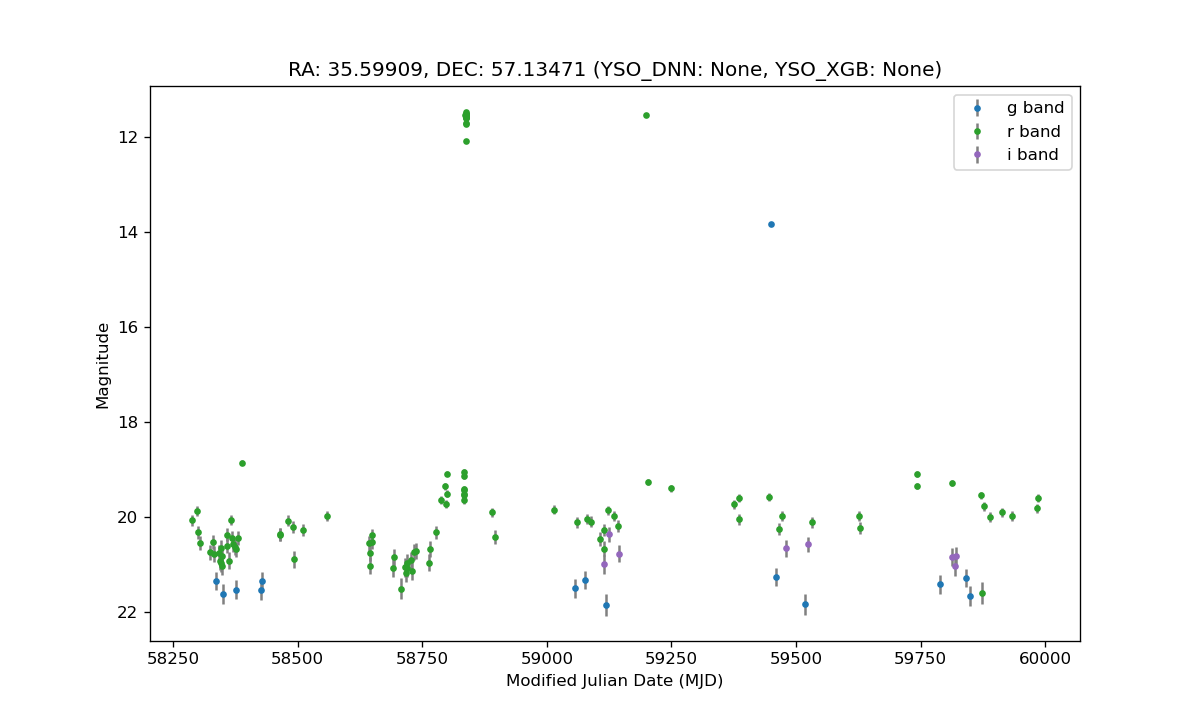 RA: 35.59909, DEC: 57.13471 (YSO_DNN: None, YSO_XGB: None)
g band
r band
i band
12
14
16
18
20
22
Magnitude
58250 58500 58750 59000 59250 59500 59750 60000
Modified Julian Date (MJD)